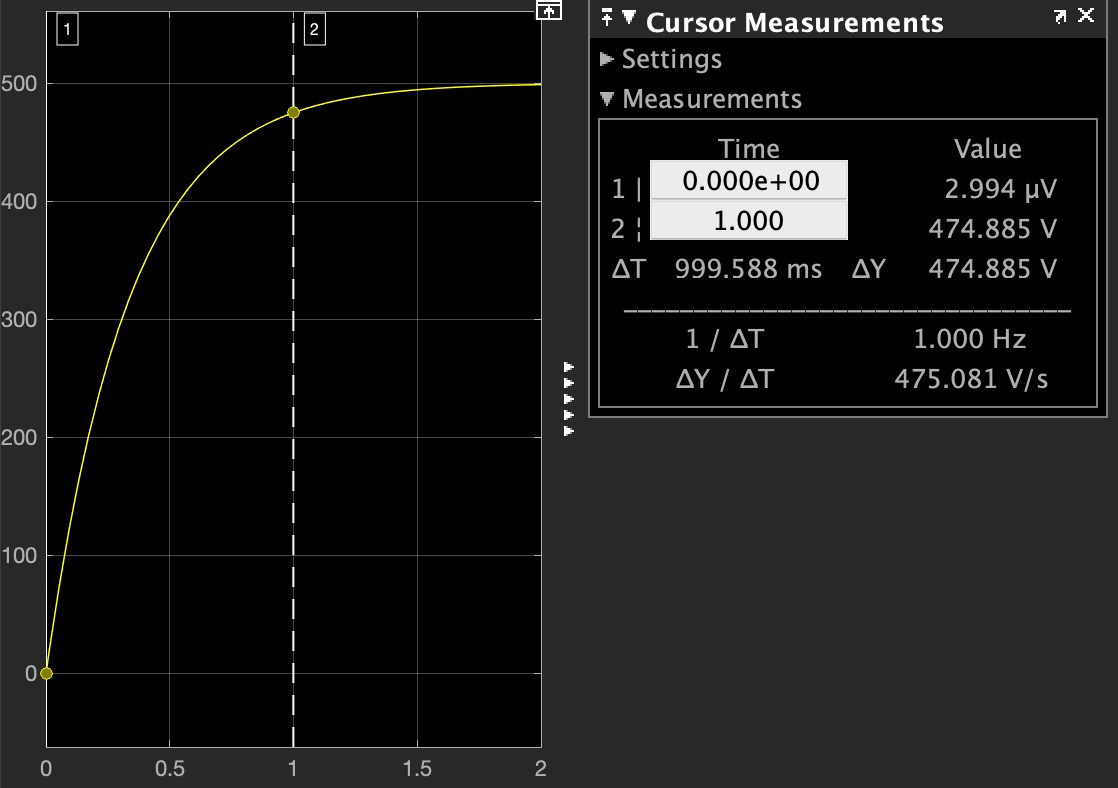 1
2
500
400
300
200
100
0
0 0.5 1 1.5 2
Cursor Measurements
Settings
Measurements
Time Value
1 | 0.000e+00 2.994 µV
2 ¦ 1.000 474.885 V
ΔT 999.588 ms ΔY 474.885 V
1 / ΔT 1.000 Hz
ΔY / ΔT 475.081 V/s